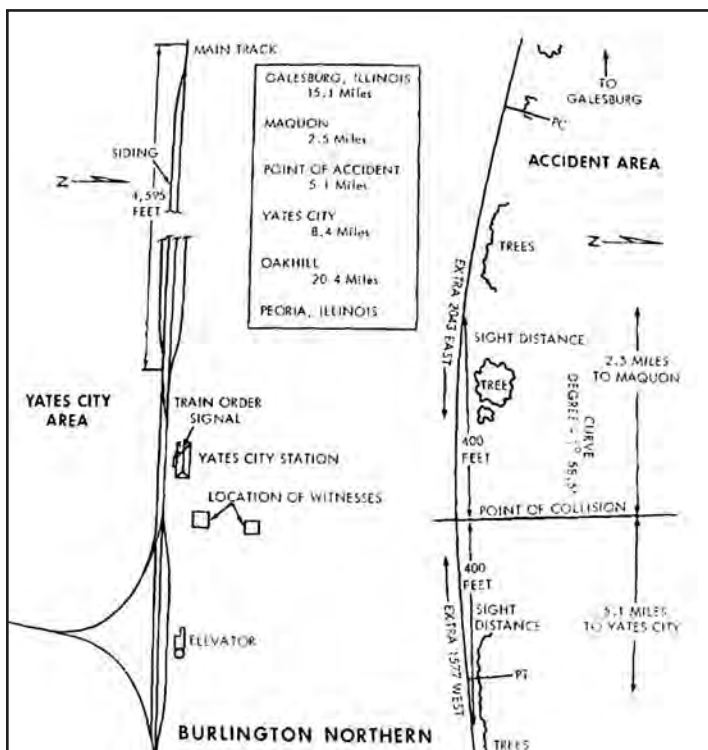 MAIN TRACK
SIDING
Z
4,595
FEET
YATES CITY
AREA
TRAIN ORDER
SIGNAL
YATES CITY STATION
LOCATION OF WITNESSES
ELEVATOR
GALESBURG, ILLINOIS
15.1 Miles
MAQUON
2.5 Miles
POINT OF ACCIDENT
5.1 Miles
YATES CITY
8.4 Miles
OAKHILL
20.4 Miles
PEORIA, ILLINOIS
TO
GALESBURG
PC
ACCIDENT AREA
TREES
Z
EXTRA 2043 EAST
SIGHT DISTANCE
TREE
400
FEET
CURVE
DEGREE - 1° 55.5'
2.3 MILES
TO MAQUON
POINT OF COLLISION
400
FEET
EXTRA 1577 WEST
SIGHT
DISTANCE
5.1 MILES
TO YATES CITY
PT
TREES
BURLINGTON NORTHERN